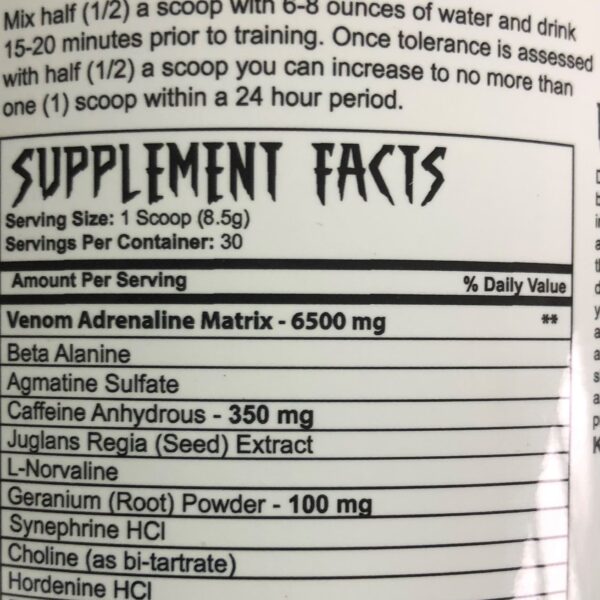 Mix half (1/2) a scoop with 6-8 ounces of water and drink
15-20 minutes prior to training. Once tolerance is assessed
with half (1/2) a scoop you can increase to no more than
one (1) scoop within a 24 hour period.
SUPPLEMENT FACTS
Serving Size: 1 Scoop (8.5g)
Servings Per Container: 30
Amount Per Serving % Daily Value
Venom Adrenaline Matrix - 6500 mg **
Beta Alanine
Agmatine Sulfate
Caffeine Anhydrous - 350 mg
Juglans Regia (Seed) Extract
L-Norvaline
Geranium (Root) Powder - 100 mg
Synephrine HCl
Choline (as bi-tartrate)
Hordenine HCl